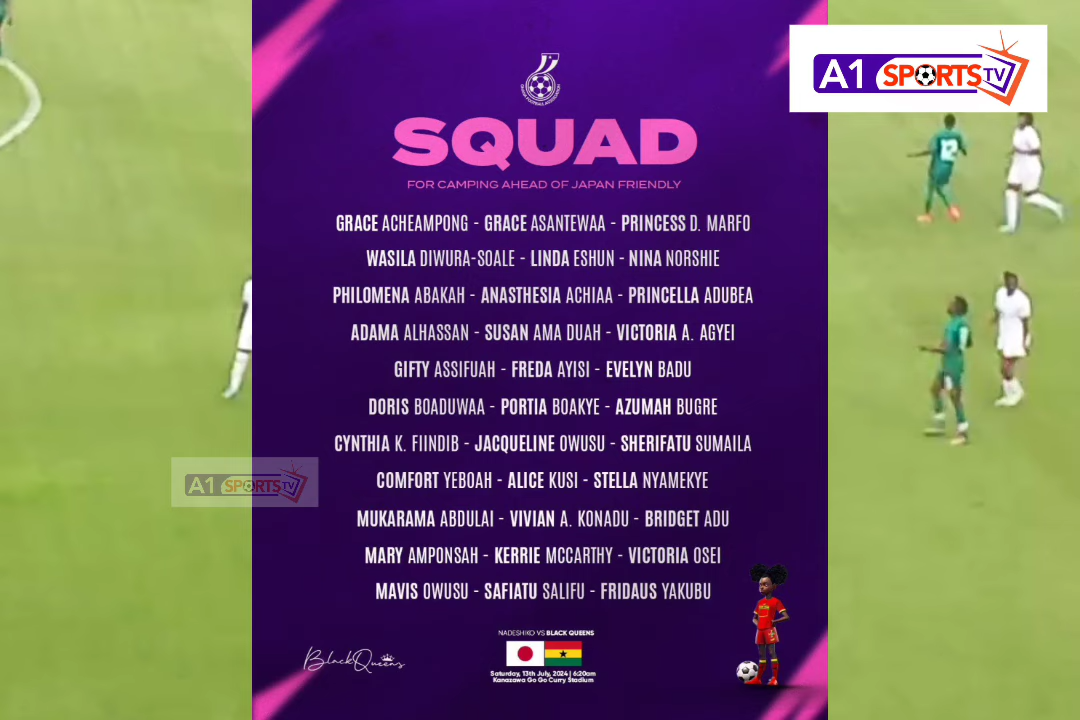 A1 SPORTS TV
SQUAD
FOR CAMPING AHEAD OF JAPAN FRIENDLY
GRACE ACHEAMPONG - GRACE ASANTEWAA - PRINCESS D. MARFO
WASILA DIWURA-SOALE - LINDA ESHUN - NINA NORSHIE
PHILOMENA ABAKAH - ANASTHESIA ACHIAA - PRINCELLA ADUBEA
ADAMA ALHASSAN - SUSAN AMA DUAH - VICTORIA A. AGYEI
GIFTY ASSIFUAH - FREDA AYISI - EVELYN BADU
DORIS BOADUWAA - PORTIA BOAKYE - AZUMAH BUGRE
CYNTHIA K. FIINDIB - JACQUELINE OWUSU - SHERIFATU SUMAILA
COMFORT YEBOAH - ALICE KUSI - STELLA NYAMEKYE
A1 SPORTS TV
MUKARAMA ABDULAI - VIVIAN A. KONADU - BRIDGET ADU
MARY AMPONSAH - KERRIE MCCARTHY - VICTORIA OSEI
MAVIS OWUSU - SAFIATU SALIFU - FRIDAUS YAKUBU
NADESHIKO VS BLACK QUEENS
BlackQueens
Saturday, 13th July, 2024 | 6:20am
Kanazawa Go Go Curry Stadium
12